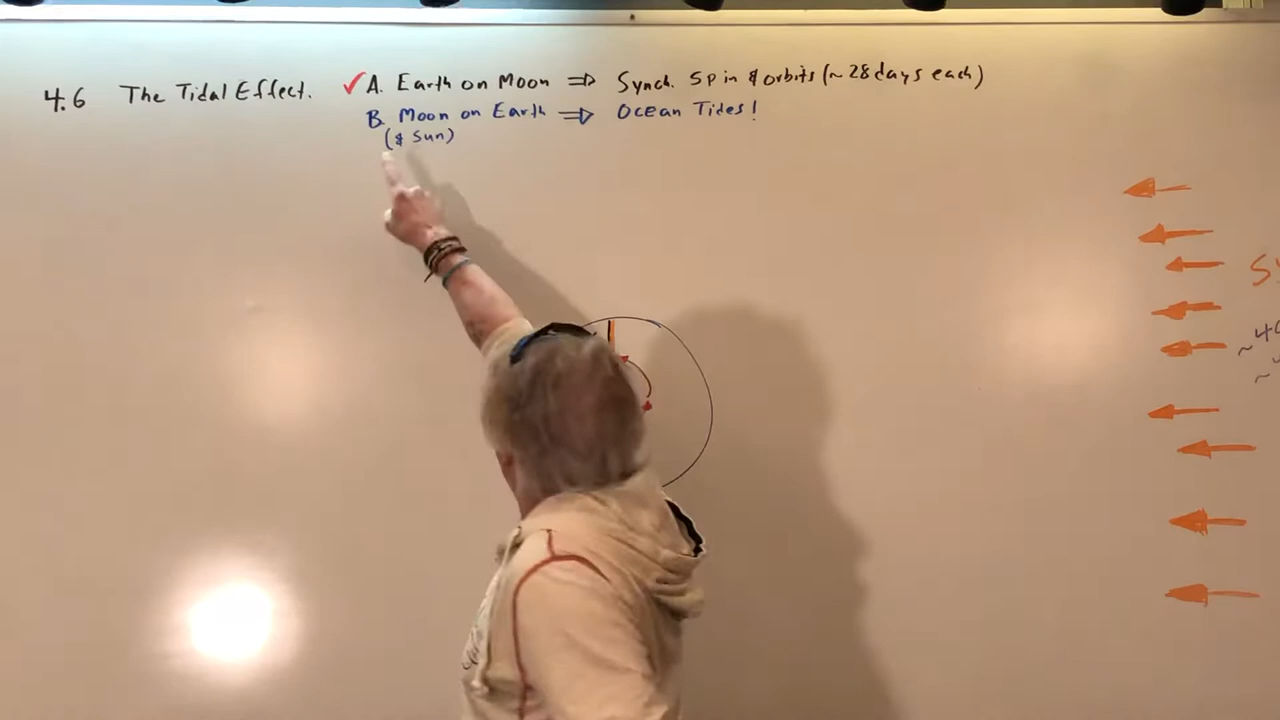 4.6 The Tidal Effect. ✓ A. Earth on Moon ⇒ Synch. Spin & orbits (~28 days each)
B. Moon on Earth ⇒ Ocean Tides!
(& Sun)